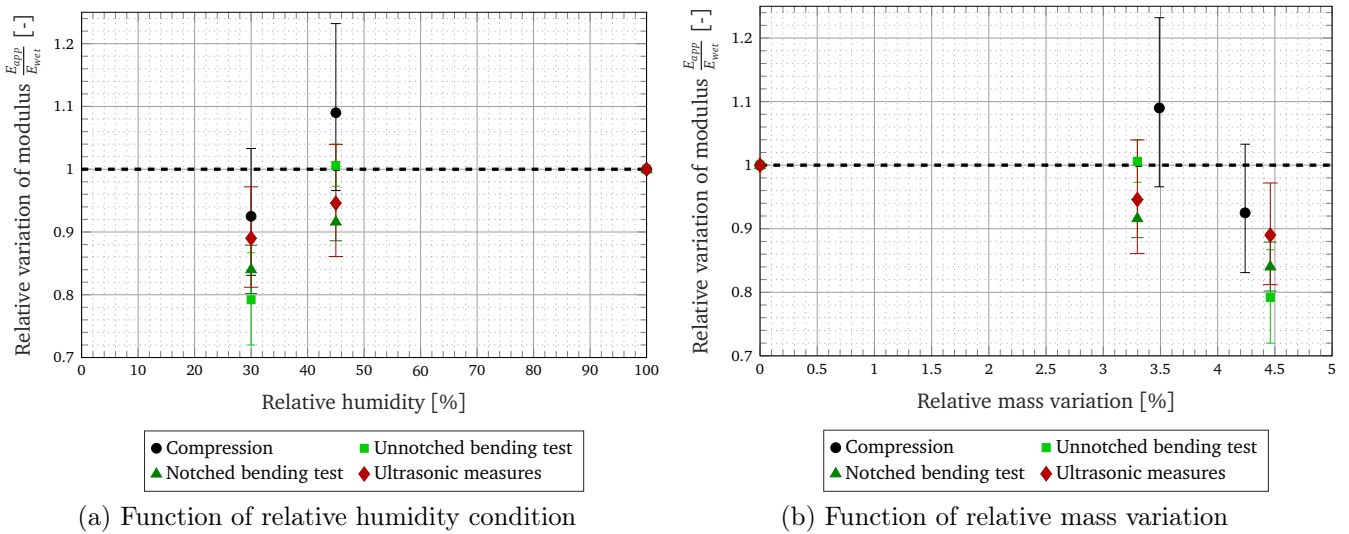 Relative variation of modulus E_app/E_wet [-]
1.2
1.1
1
0.9
0.8
0.7
0 10 20 30 40 50 60 70 80 90 100
Relative humidity [%]
Compression Unnotched bending test
Notched bending test Ultrasonic measures
(a) Function of relative humidity condition
Relative variation of modulus E_app/E_wet [-]
1.2
1.1
1
0.9
0.8
0.7
0 0.5 1 1.5 2 2.5 3 3.5 4 4.5 5
Relative mass variation [%]
Compression Unnotched bending test
Notched bending test Ultrasonic measures
(b) Function of relative mass variation